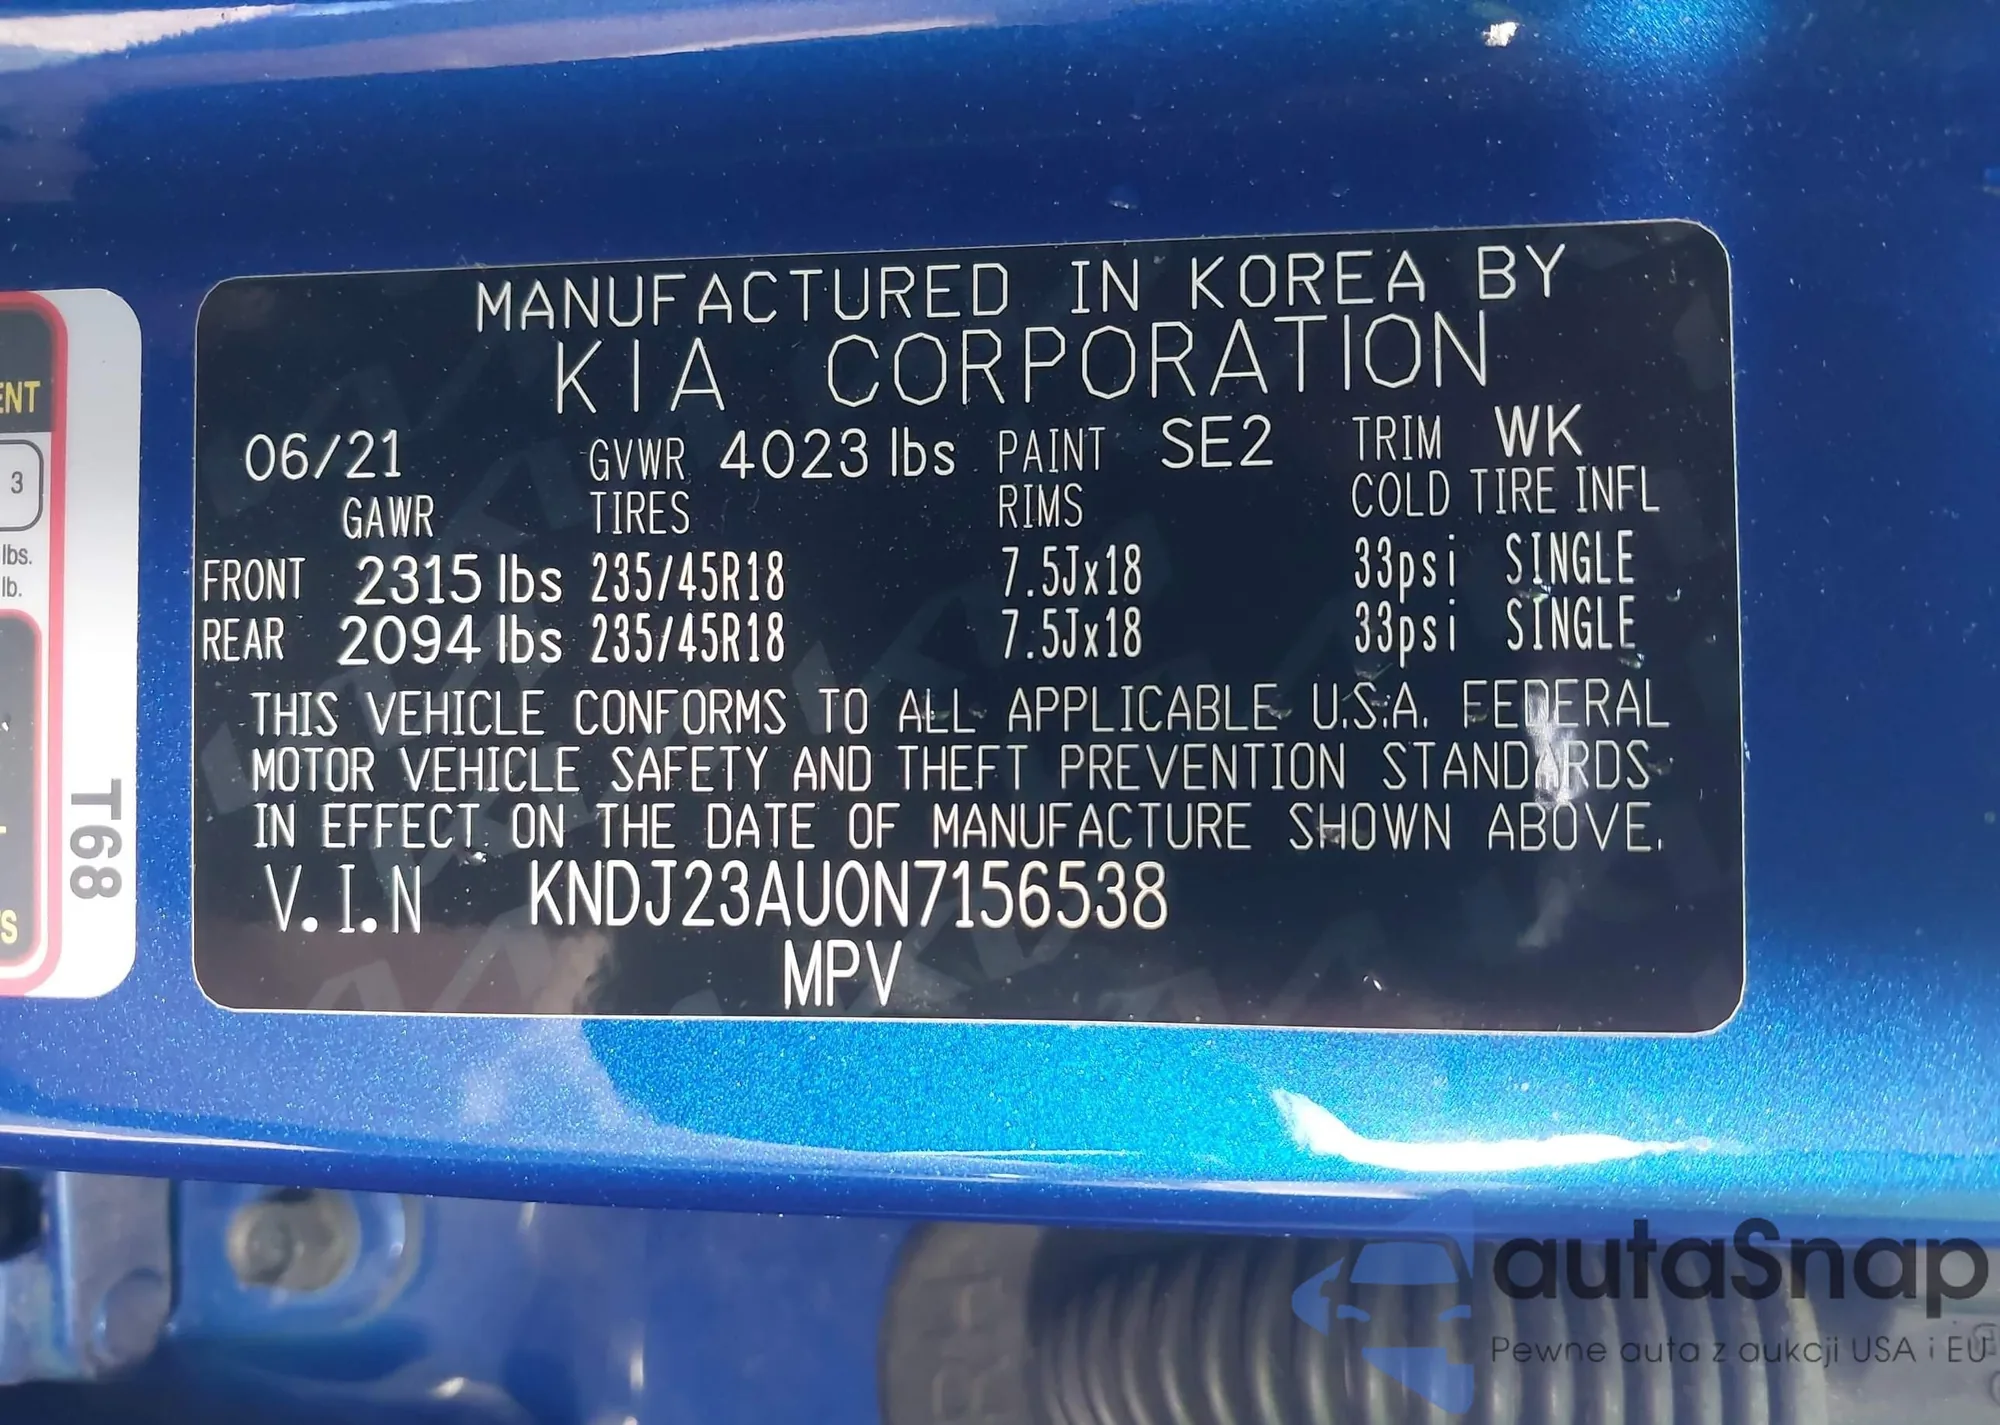 MANUFACTURED IN KOREA BY
KIA CORPORATION
06/21 GVWR 4023 lbs PAINT SE2 TRIM WK
GAWR TIRES RIMS COLD TIRE INFL
FRONT 2315 lbs 235/45R18 7.5Jx18 33psi SINGLE
REAR 2094 lbs 235/45R18 7.5Jx18 33psi SINGLE
THIS VEHICLE CONFORMS TO ALL APPLICABLE U.S.A. FEDERAL
MOTOR VEHICLE SAFETY AND THEFT PREVENTION STANDARDS
IN EFFECT ON THE DATE OF MANUFACTURE SHOWN ABOVE.
V.I.N KNDJ23AU0N7156538
MPV
3
lbs.
lb.
T68
autaSnap
Pewne auta z aukcji USA i EU